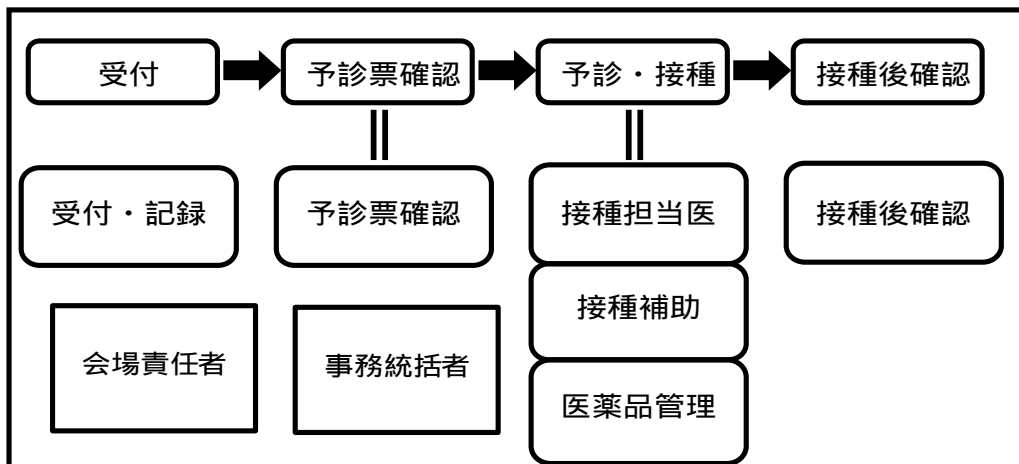 受付
予診票確認
予診・接種
接種後確認
受付・記録
予診票確認
接種担当医
接種後確認
接種補助
会場責任者
事務統括者
医薬品管理